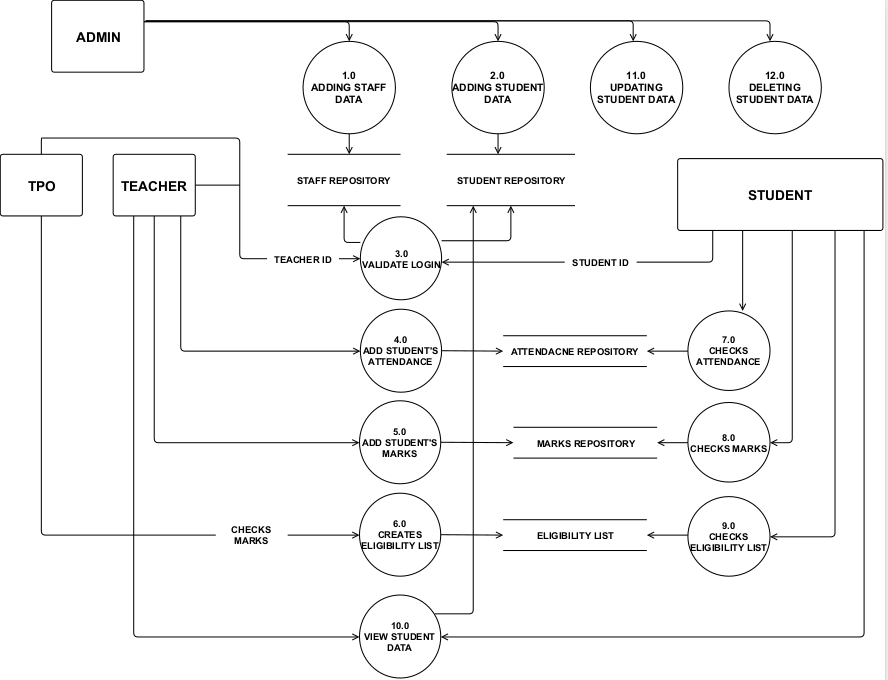 ADMIN
1.0
ADDING STAFF
DATA
2.0
ADDING STUDENT
DATA
11.0
UPDATING
STUDENT DATA
12.0
DELETING
STUDENT DATA
TPO
TEACHER
STAFF REPOSITORY
STUDENT REPOSITORY
STUDENT
TEACHER ID
3.0
VALIDATE LOGIN
STUDENT ID
4.0
ADD STUDENT'S
ATTENDANCE
ATTENDACNE REPOSITORY
7.0
CHECKS
ATTENDANCE
5.0
ADD STUDENT'S
MARKS
MARKS REPOSITORY
8.0
CHECKS MARKS
CHECKS
MARKS
6.0
CREATES
ELIGIBILITY LIST
ELIGIBILITY LIST
9.0
CHECKS
ELIGIBILITY LIST
10.0
VIEW STUDENT
DATA